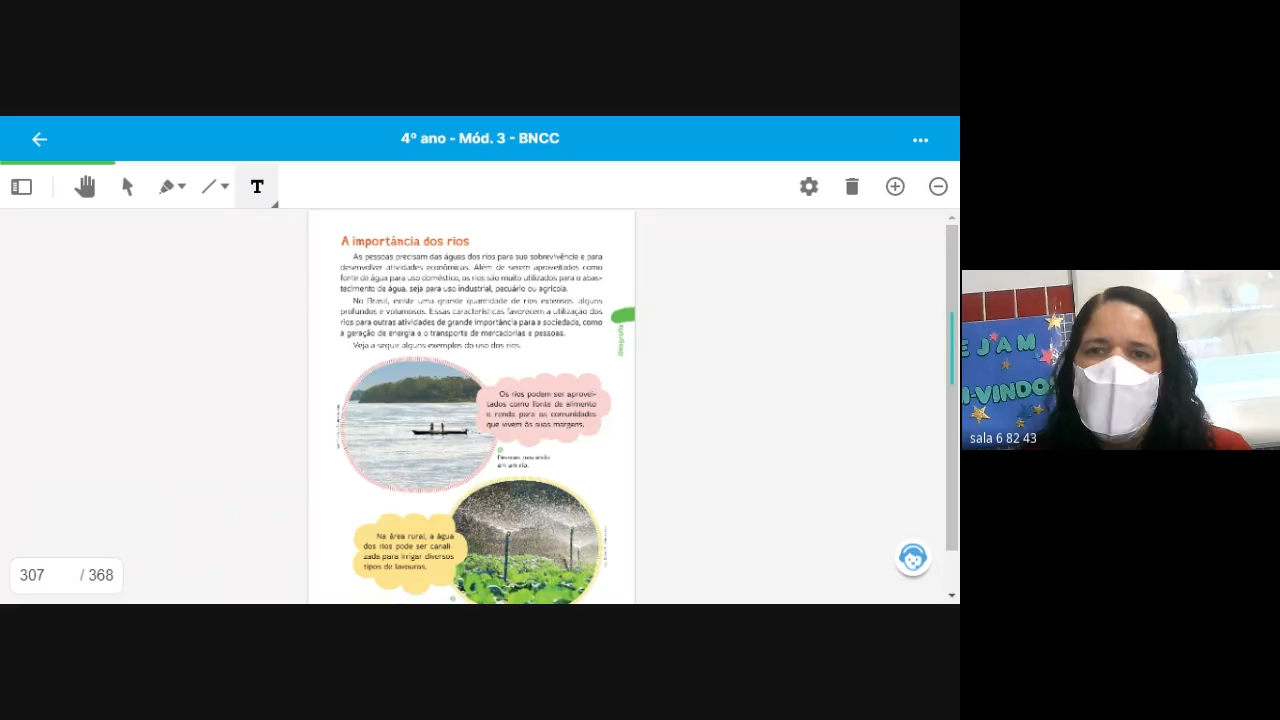 4º ano - Mód. 3 - BNCC
T
A importância dos rios
As pessoas precisam das águas dos rios para sua sobrevivência e para
desenvolver atividades econômicas. Além de serem aproveitados como
fonte de água para uso doméstico, os rios são muito utilizados para o abas-
tecimento de água, seja para uso industrial, pecuário ou agrícola.
No Brasil, existe uma grande quantidade de rios extensos, alguns
profundos e volumosos. Essas características favorecem a utilização dos
rios para outras atividades de grande importância para a sociedade, como
a geração de energia e o transporte de mercadorias e pessoas.
Veja a seguir alguns exemplos do uso dos rios.
Geografia
Os rios podem ser aprovei-
tados como fonte de alimento
e renda para as comunidades
que vivem às suas margens.
Pessoas pescando
em um rio.
Na área rural, a água
dos rios pode ser canali-
zada para irrigar diversos
tipos de lavouras.
307 / 368
E J A M
M-VINDO
sala 6 82 43